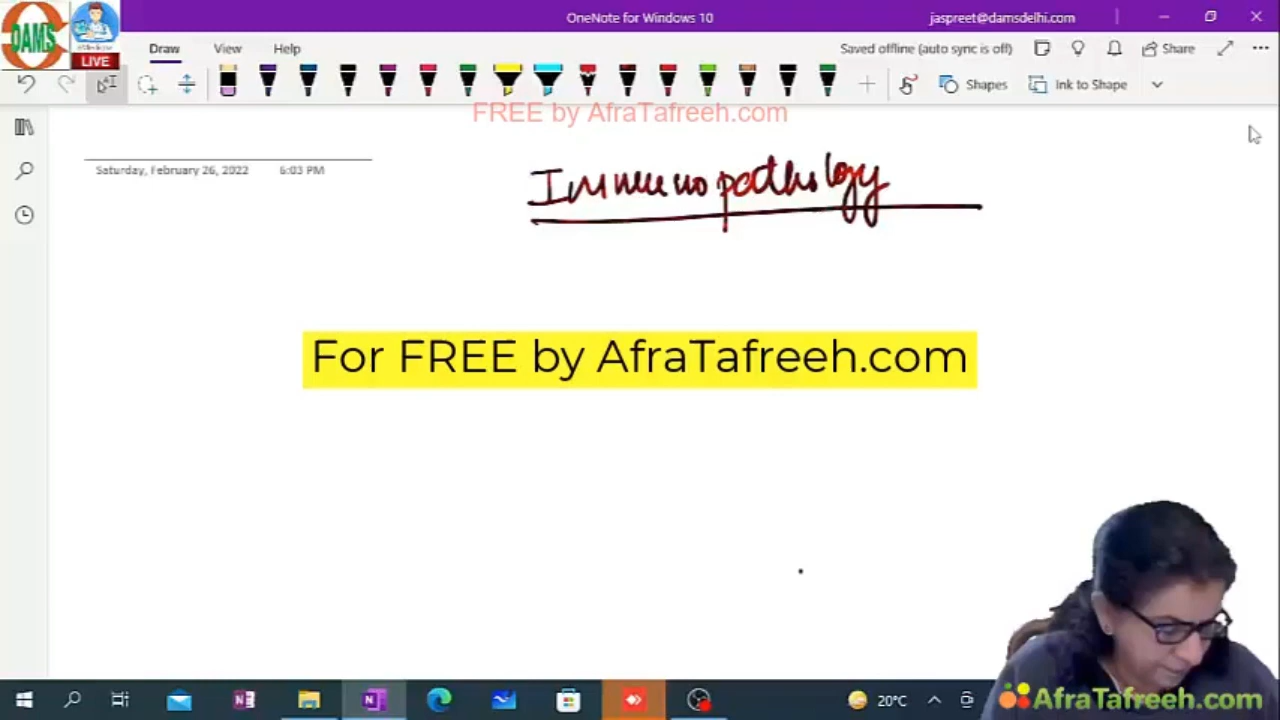 OneNote for Windows 10
jaspreet@damsdelhi.com
DAMS
LIVE
Draw View Help
Saved offline (auto sync is off)
Share
Shapes
Ink to Shape
FREE by AfraTafreeh.com
Saturday, February 26, 2022 6:03 PM
Immunopathology
For FREE by AfraTafreeh.com
20°C
AfraTafreeh.com